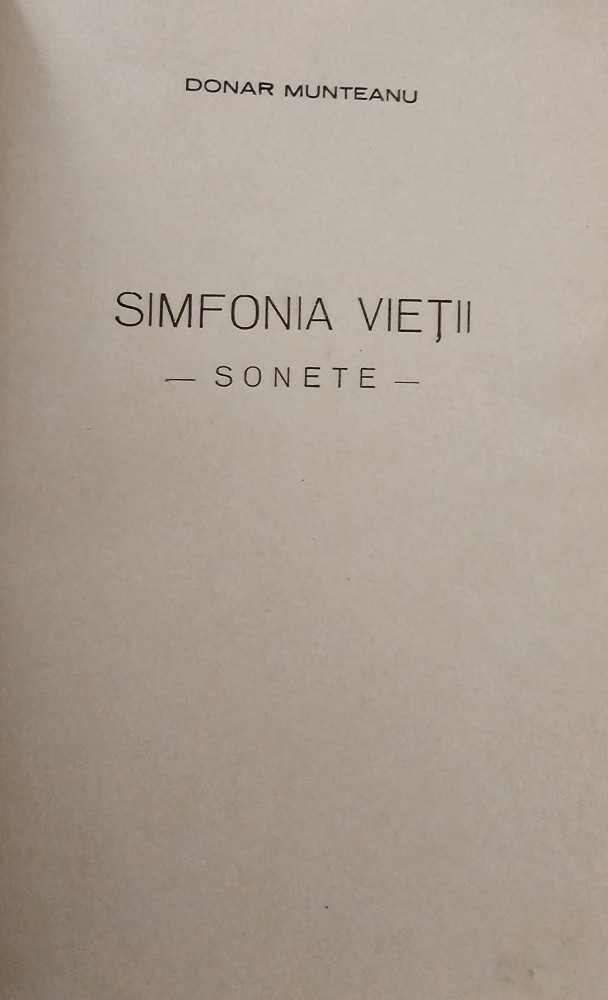 DONAR MUNTEANU
SIMFONIA VIEȚII
— SONETE —